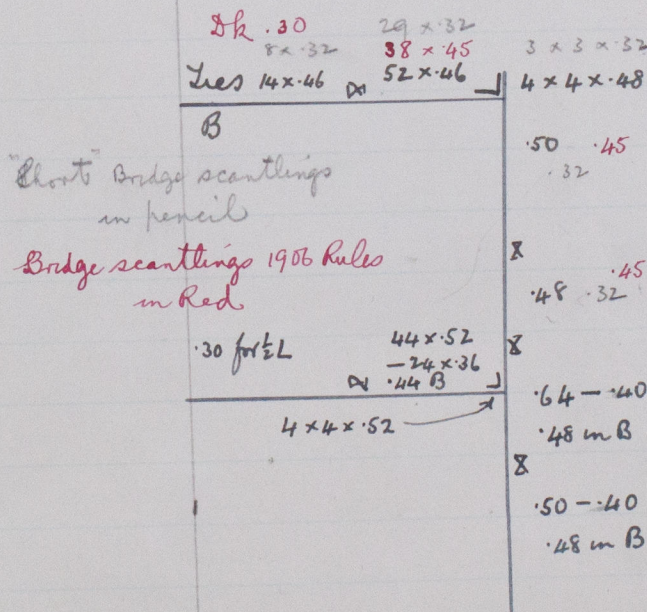 Dk .30
29 x .32
8 x .32
38 x .45
3 x 3 x .32
Ties 14 x .46
52 x .46
4 x 4 x .48
B
.50 .45
.32
"Short" Bridge scantlings
in pencil
Bridge scantlings 1906 Rules
in Red
.45
.48 .32
.30 for ½ L
44 x .52
- 24 x .36
.44 B
.64 - .40
.48 in B
4 x 4 x .52
.50 - .40
.48 in B